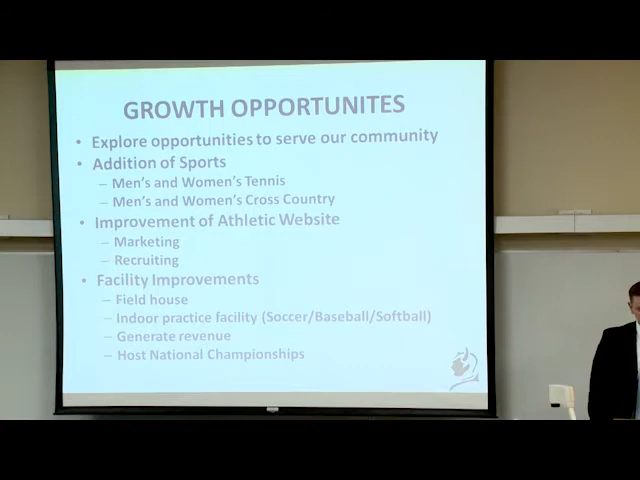 GROWTH OPPORTUNITES
• Explore opportunities to serve our community
• Addition of Sports
– Men's and Women's Tennis
– Men's and Women's Cross Country
• Improvement of Athletic Website
– Marketing
– Recruiting
• Facility Improvements
– Field house
– Indoor practice facility (Soccer/Baseball/Softball)
– Generate revenue
– Host National Championships